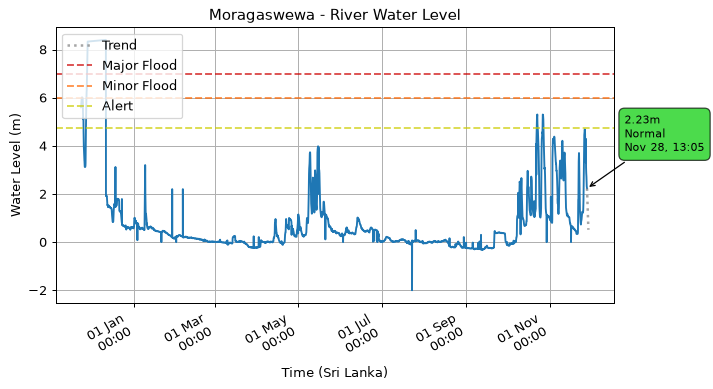 Moragaswewa - River Water Level
Trend
Major Flood
Minor Flood
Alert
2.23m
Normal
Nov 28, 13:05
Water Level (m)
8
6
4
2
0
−2
01 Jan
00:00
01 Mar
00:00
01 May
00:00
01 Jul
00:00
01 Sep
00:00
01 Nov
00:00
Time (Sri Lanka)